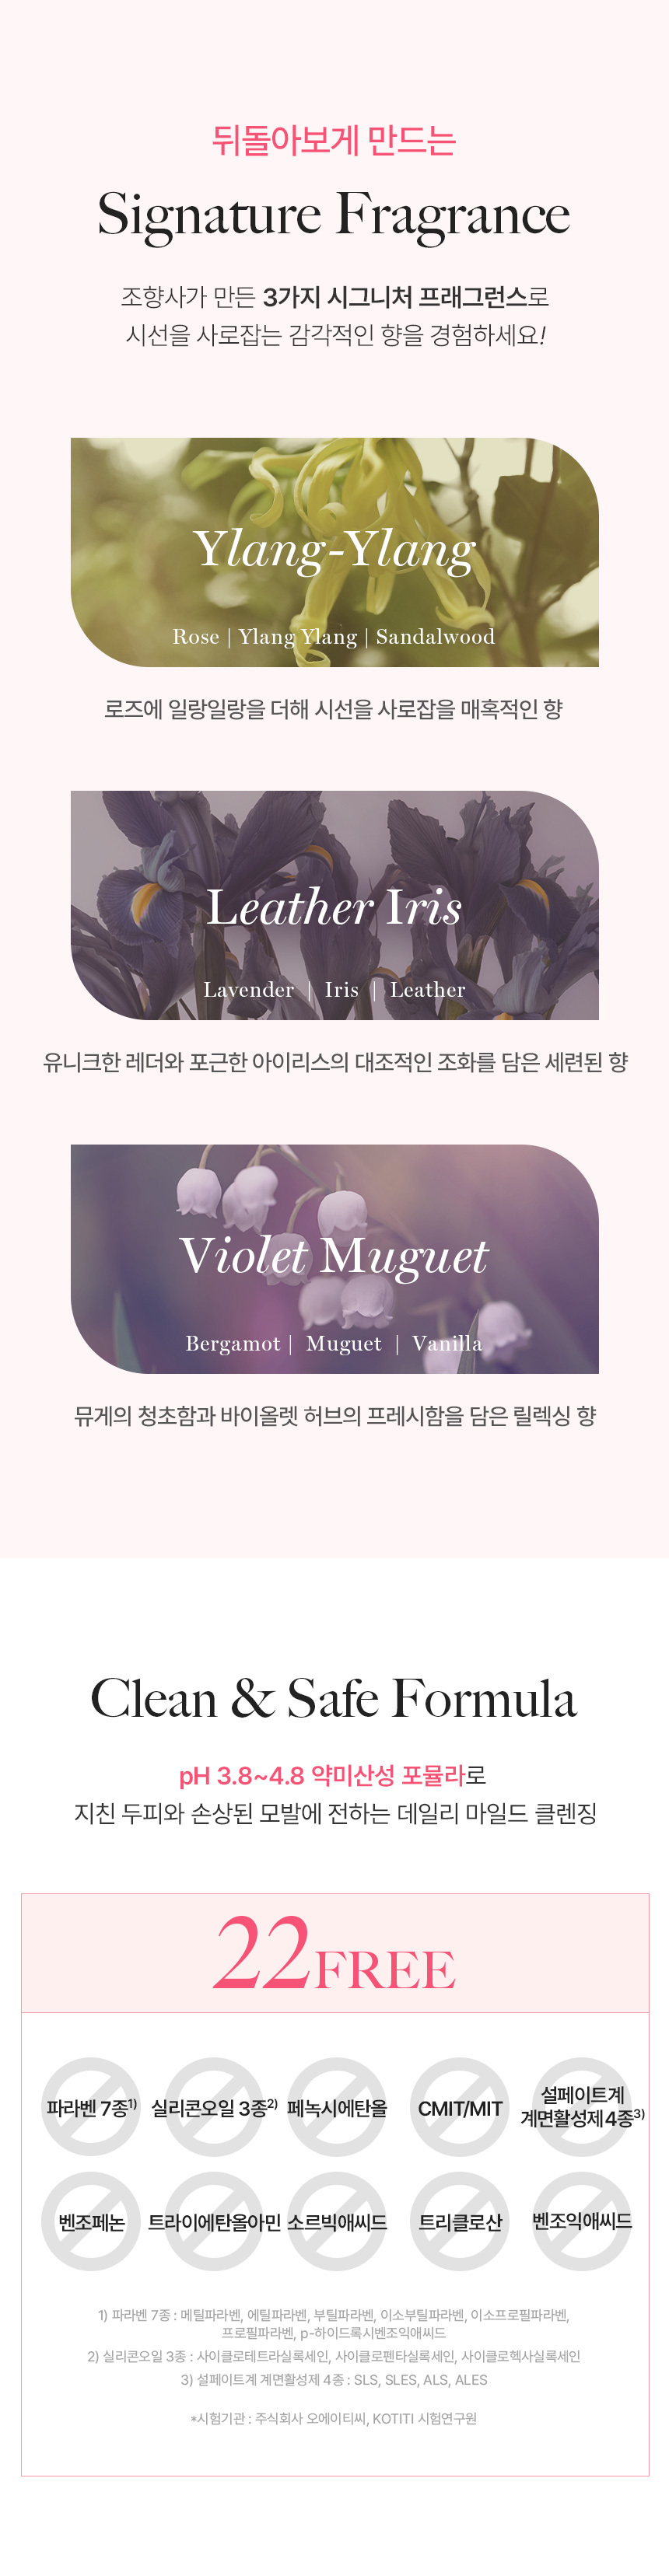 뒤돌아보게 만드는
Signature Fragrance
조향사가 만든 3가지 시그니처 프래그런스로
시선을 사로잡는 감각적인 향을 경험하세요!
Ylang-Ylang
Rose | Ylang Ylang | Sandalwood
로즈에 일랑일랑을 더해 시선을 사로잡을 매혹적인 향
Leather Iris
Lavender | Iris | Leather
유니크한 레더와 포근한 아이리스의 대조적인 조화를 담은 세련된 향
Violet Muguet
Bergamot | Muguet | Vanilla
뮤게의 청초함과 바이올렛 허브의 프레시함을 담은 릴렉싱 향
Clean & Safe Formula
pH 3.8~4.8 약미산성 포뮬라로
지친 두피와 손상된 모발에 전하는 데일리 마일드 클렌징
22FREE
파라벤 7종1) 실리콘오일 3종2) 페녹시에탄올 CMIT/MIT 설페이트계
계면활성제4종3)
벤조페논 트라이에탄올아민 소르빅애씨드 트리클로산 벤조익애씨드
1) 파라벤 7종 : 메틸파라벤, 에틸파라벤, 부틸파라벤, 이소부틸파라벤, 이소프로필파라벤,
프로필파라벤, p-하이드록시벤조익애씨드
2) 실리콘오일 3종 : 사이클로테트라실록세인, 사이클로펜타실록세인, 사이클로헥사실록세인
3) 설페이트계 계면활성제 4종 : SLS, SLES, ALS, ALES
*시험기관 : 주식회사 오에이티씨, KOTITI 시험연구원